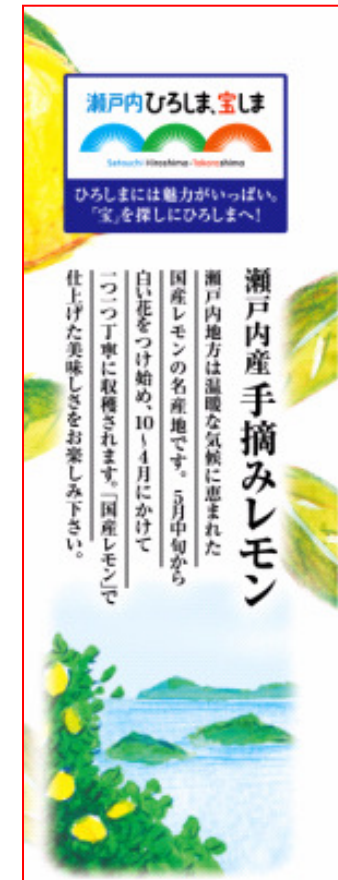 瀬戸内ひろしま、宝しま
Setouchi Hiroshima-Takarashima
ひろしまには魅力がいっぱい。
「宝」を探しにひろしまへ!
瀬戸内産 手摘みレモン
瀬戸内地方は温暖な気候に恵まれた
国産レモンの名産地です。5月中旬から
白い花をつけ始め、10~4月にかけて
一つ一つ丁寧に収穫されます。「国産レモン」で
仕上げた美味しさをお楽しみ下さい。